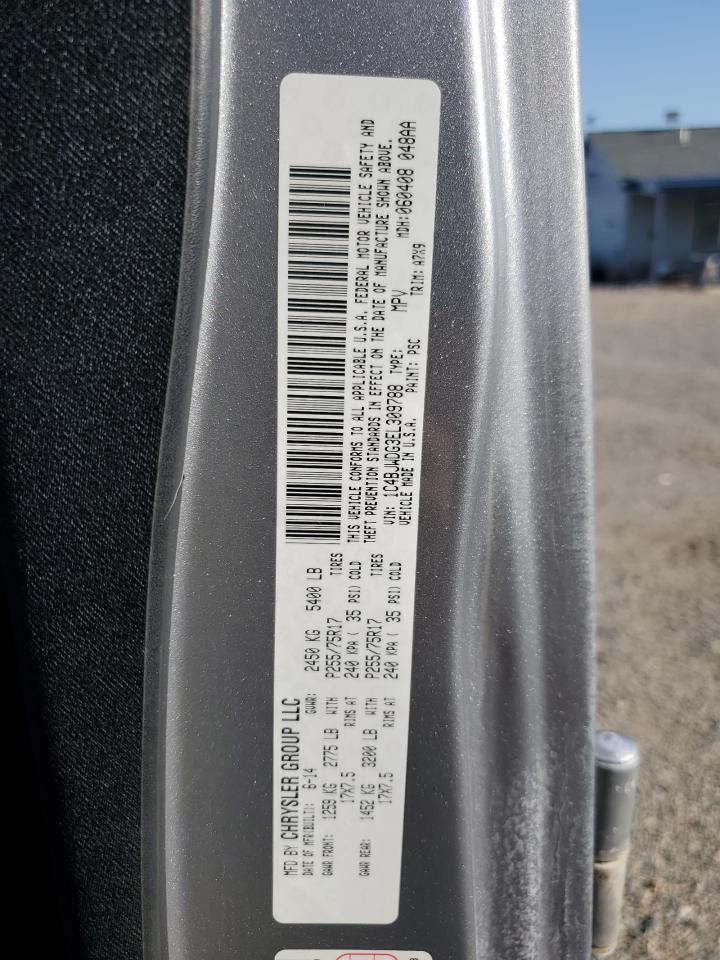 MFD BY CHRYSLER GROUP LLC
DATE OF MFR(BUILT): 6-14 GVWR: 2450 KG 5400 LB
GAWR FRONT: 1259 KG 2775 LB WITH P255/75R17 TIRES
17X7.5 RIMS AT 240 KPA ( 35 PSI) COLD
GAWR REAR: 1452 KG 3200 LB WITH P255/75R17 TIRES
17X7.5 RIMS AT 240 KPA ( 35 PSI) COLD
THIS VEHICLE CONFORMS TO ALL APPLICABLE U.S.A. FEDERAL MOTOR VEHICLE SAFETY AND
THEFT PREVENTION STANDARDS IN EFFECT ON THE DATE OF MANUFACTURE SHOWN ABOVE.
VIN: 1C4BJWDG3EL309788 TYPE: MPV MDH:060408 048AA
VEHICLE MADE IN U.S.A. PAINT: PSC TRIM: A7X9